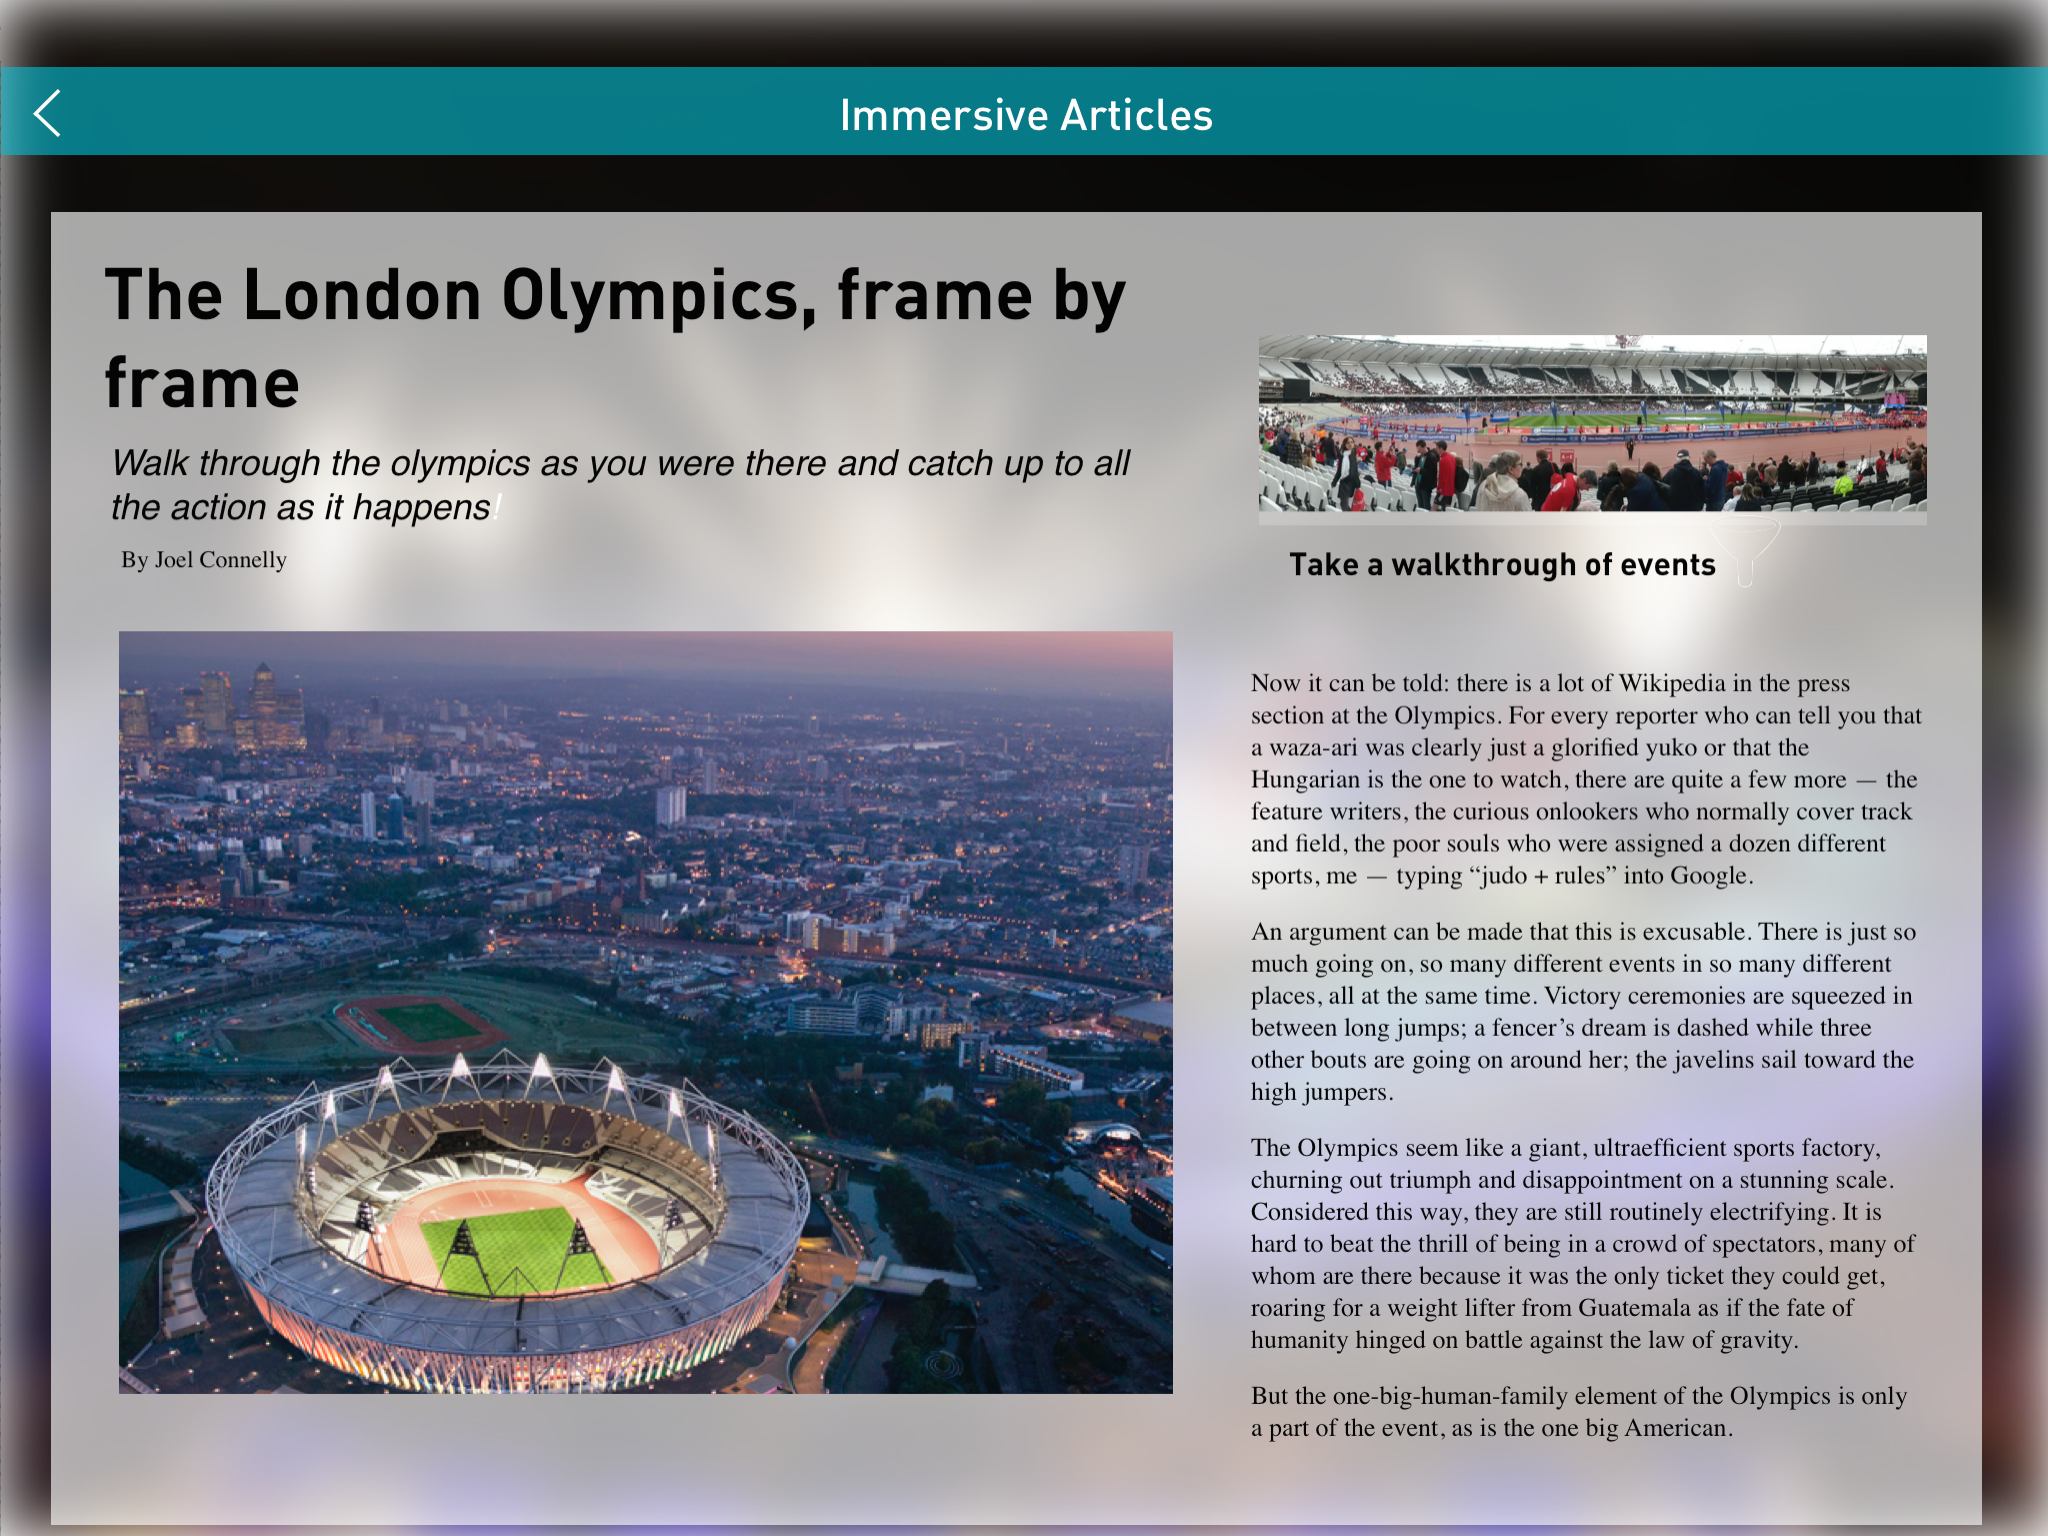 Immersive Articles
The London Olympics, frame by
frame
Walk through the olympics as you were there and catch up to all
the action as it happens!
By Joel Connelly
Take a walkthrough of events
Now it can be told: there is a lot of Wikipedia in the press
section at the Olympics. For every reporter who can tell you that
a waza-ari was clearly just a glorified yuko or that the
Hungarian is the one to watch, there are quite a few more — the
feature writers, the curious onlookers who normally cover track
and field, the poor souls who were assigned a dozen different
sports, me — typing “judo + rules” into Google.
An argument can be made that this is excusable. There is just so
much going on, so many different events in so many different
places, all at the same time. Victory ceremonies are squeezed in
between long jumps; a fencer’s dream is dashed while three
other bouts are going on around her; the javelins sail toward the
high jumpers.
The Olympics seem like a giant, ultraefficient sports factory,
churning out triumph and disappointment on a stunning scale.
Considered this way, they are still routinely electrifying. It is
hard to beat the thrill of being in a crowd of spectators, many of
whom are there because it was the only ticket they could get,
roaring for a weight lifter from Guatemala as if the fate of
humanity hinged on battle against the law of gravity.
But the one-big-human-family element of the Olympics is only
a part of the event, as is the one big American.